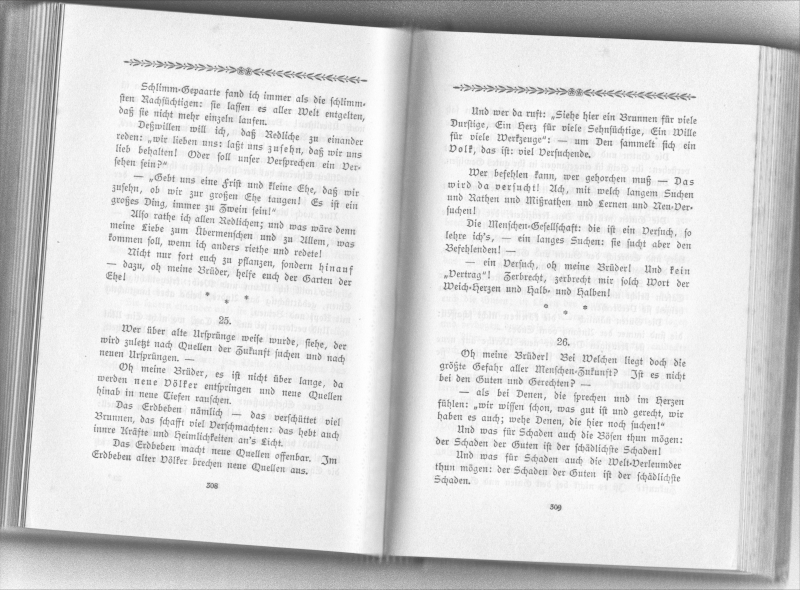 Schlimm-Gepaarte fand ich immer als die schlimm-
sten Rachsüchtigen: sie lassen es aller Welt entgelten,
daß sie nicht mehr einzeln laufen.
Deßwillen will ich, daß Redliche zu einander
reden: „wir lieben uns: laßt uns zusehn, daß wir uns
lieb behalten! Oder soll unser Versprechen ein Ver-
sehen sein?“
— „Gebt uns eine Frist und kleine Ehe, daß wir
zusehn, ob wir zur großen Ehe taugen! Es ist ein
großes Ding, immer zu Zwein sein!“
Also rathe ich allen Redlichen; und was wäre denn
meine Liebe zum Übermenschen und zu Allem, was
kommen soll, wenn ich anders riethe und redete!
Nicht nur fort euch zu pflanzen, sondern hinauf
— dazu, oh meine Brüder, helfe euch der Garten der
Ehe!
* * *
25.
Wer über alte Ursprünge weise wurde, siehe, der
wird zuletzt nach Quellen der Zukunft suchen und nach
neuen Ursprüngen. —
Oh meine Brüder, es ist nicht über lange, da
werden neue Völker entspringen und neue Quellen
hinab in neue Tiefen rauschen.
Das Erdbeben nämlich — das verschüttet viel
Brunnen, das schafft viel Verschmachten: das hebt auch
innre Kräfte und Heimlichkeiten an's Licht.
Das Erdbeben macht neue Quellen offenbar. Im
Erdbeben alter Völker brechen neue Quellen aus.
308
Und wer da ruft: „Siehe hier ein Brunnen für viele
Durstige, Ein Herz für viele Sehnsüchtige, Ein Wille
für viele Werkzeuge“: — um Den sammelt sich ein
Volk, das ist: viel Versuchende.
Wer befehlen kann, wer gehorchen muß — Das
wird da versucht! Ach, mit welch langem Suchen
und Rathen und Mißrathen und Lernen und Neu-Ver-
suchen!
Die Menschen-Gesellschaft: die ist ein Versuch, so
lehre ich's, — ein langes Suchen: sie sucht aber den
Befehlenden! —
— ein Versuch, oh meine Brüder! Und kein
„Vertrag“! Zerbrecht, zerbrecht mir solch Wort der
Weich-Herzen und Halb- und Halben!
* * *
26.
Oh meine Brüder! Bei Welchen liegt doch die
größte Gefahr aller Menschen-Zukunft? Ist es nicht
bei den Guten und Gerechten? —
— als bei Denen, die sprechen und im Herzen
fühlen: „wir wissen schon, was gut ist und gerecht, wir
haben es auch; wehe Denen, die hier noch suchen!“
Und was für Schaden auch die Bösen thun mögen:
der Schaden der Guten ist der schädlichste Schaden!
Und was für Schaden auch die Welt-Verleumder
thun mögen: der Schaden der Guten ist der schädlichste
Schaden.
309